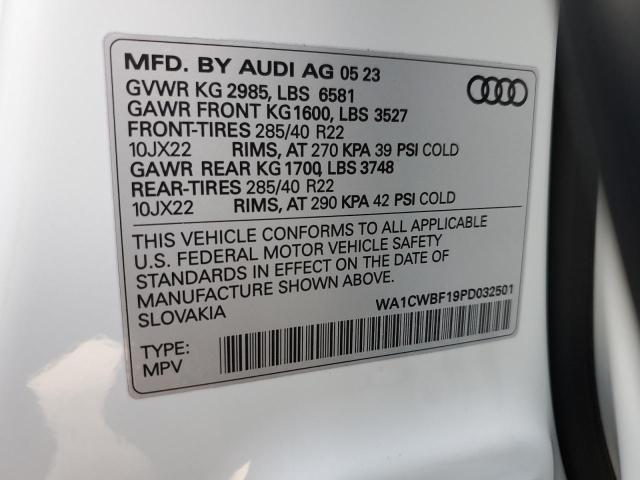 MFD. BY AUDI AG 05 23
GVWR KG 2985, LBS 6581
GAWR FRONT KG1600, LBS 3527
FRONT-TIRES 285/40 R22
10JX22 RIMS, AT 270 KPA 39 PSI COLD
GAWR REAR KG 1700, LBS 3748
REAR-TIRES 285/40 R22
10JX22 RIMS, AT 290 KPA 42 PSI COLD
THIS VEHICLE CONFORMS TO ALL APPLICABLE
U.S. FEDERAL MOTOR VEHICLE SAFETY
STANDARDS IN EFFECT ON THE DATE OF
MANUFACTURE SHOWN ABOVE
SLOVAKIA
WA1CWBF19PD032501
TYPE:
MPV